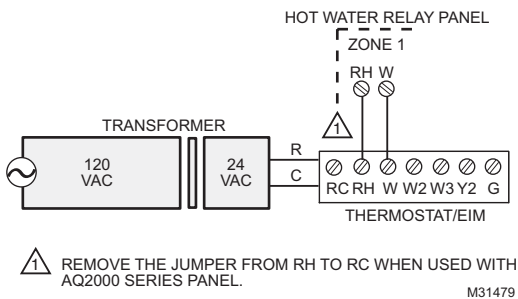 HOT WATER RELAY PANEL
ZONE 1
RH W
1
TRANSFORMER
120
VAC
24
VAC
R
C
RC RH W W2 W3 Y2 G
THERMOSTAT/EIM
1 REMOVE THE JUMPER FROM RH TO RC WHEN USED WITH
AQ2000 SERIES PANEL.
M31479